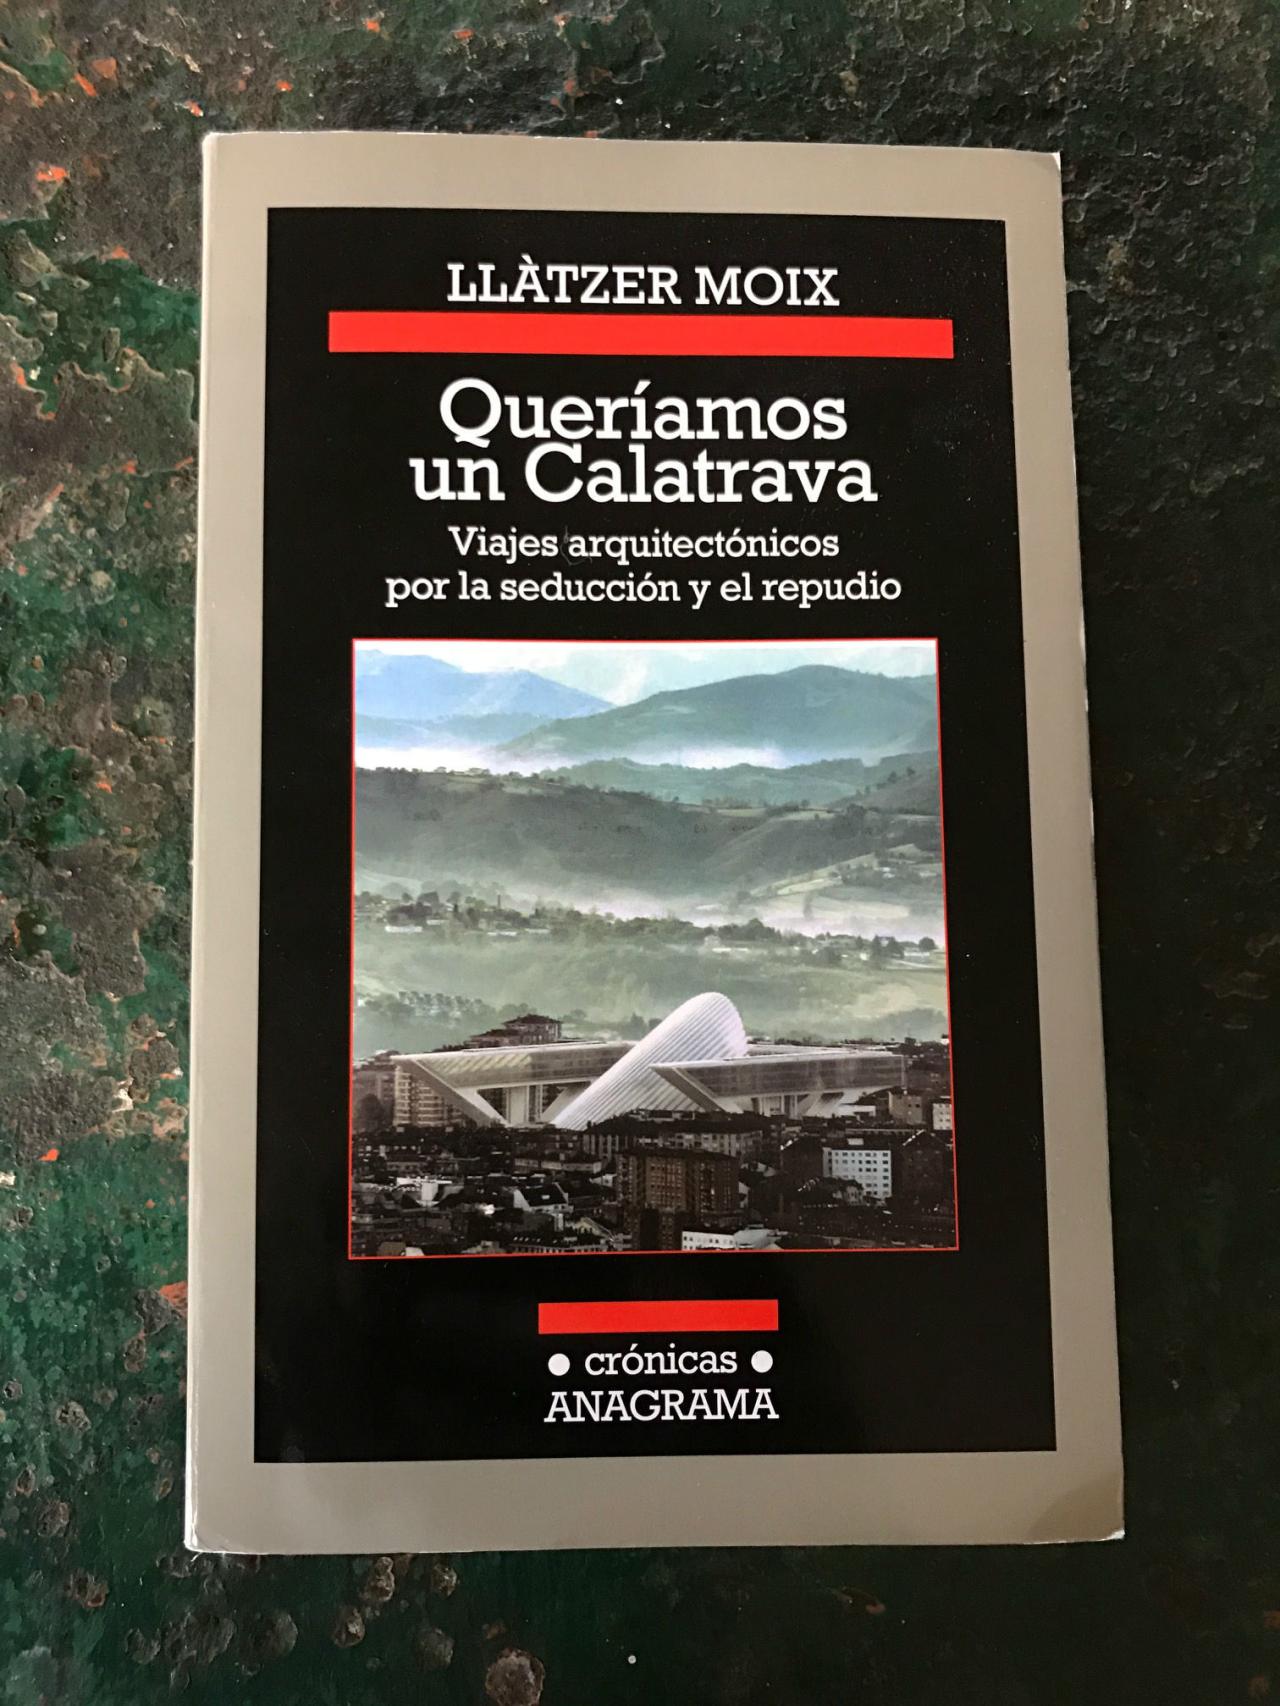 LLÀTZER MOIX
Queríamos
un Calatrava
Viajes arquitectónicos
por la seducción y el repudio
• crónicas •
ANAGRAMA